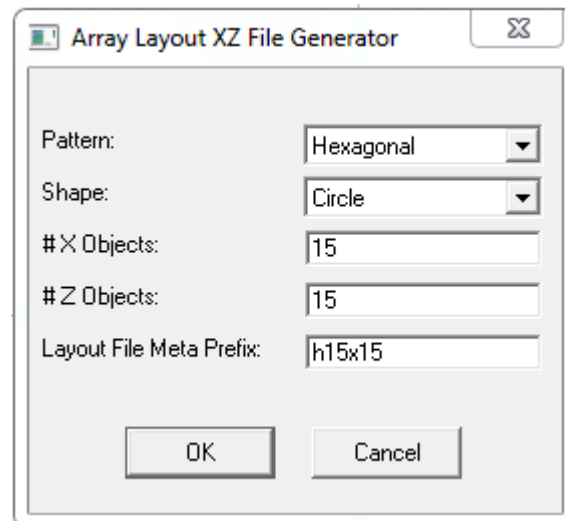 Array Layout XZ File Generator
Pattern: Hexagonal
Shape: Circle
# X Objects: 15
# Z Objects: 15
Layout File Meta Prefix: h15x15
OK Cancel